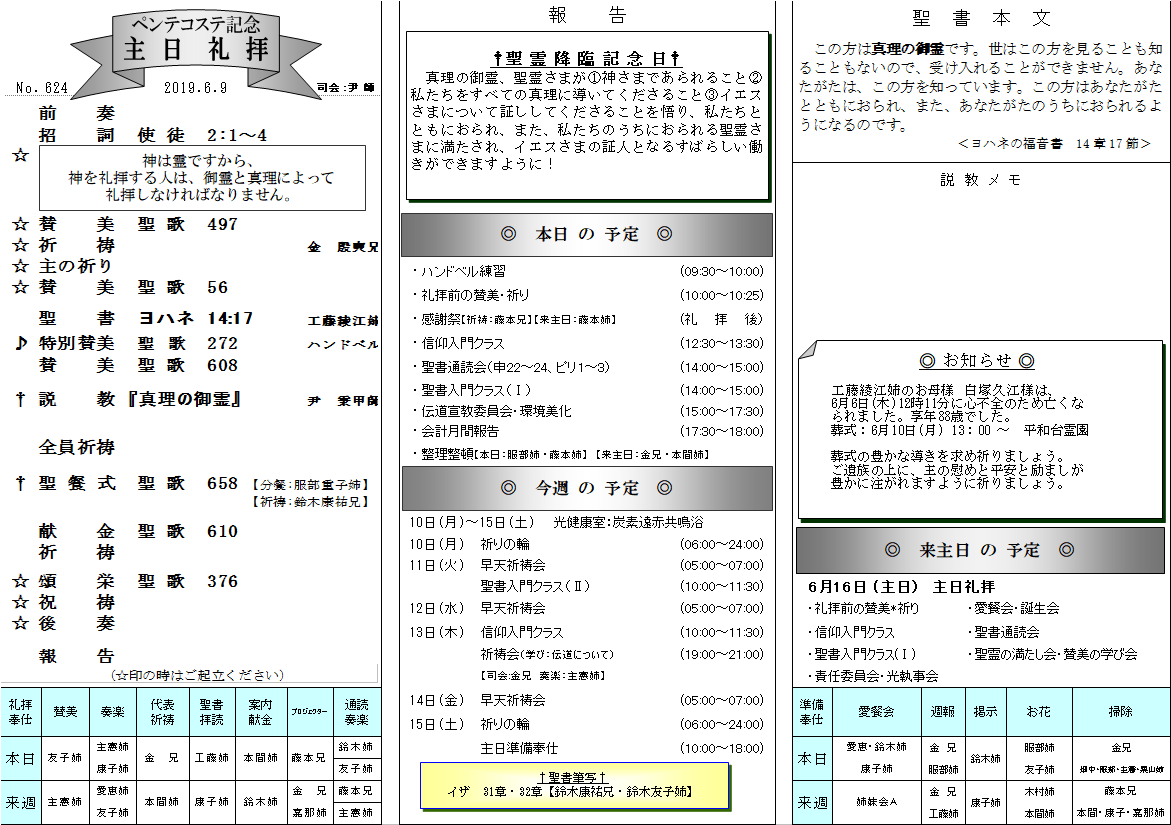 ペンテコステ記念
主日礼拝
No. 624 2019.6.9 司会:尹 師
前 奏
招 詞 使徒 2:1〜4
☆ 神は霊ですから、
神を礼拝する人は、御霊と真理によって
礼拝しなければなりません。
☆ 賛 美 聖歌 497
☆ 祈 祷 金 殷爽兄
☆ 主の祈り
☆ 賛 美 聖歌 56
聖 書 ヨハネ 14:17 工藤綾江姉
♪ 特別賛美 聖歌 272 ハンドベル
賛 美 聖歌 608
† 説 教 『真理の御霊』 尹 秉甲師
全員祈祷
† 聖餐式 聖歌 658 【分餐:服部重子姉】
【祈祷:鈴木康祐兄】
献 金 聖歌 610
祈 祷
☆ 頌 栄 聖歌 376
☆ 祝 祷
☆ 後 奏
報 告
(☆印の時はご起立ください)
礼拝奉仕 賛美 奏楽 代表祈祷 聖書拝読 案内献金 プロジェクター 通読奏楽
本日 友子姉 主憲姉 康子姉 金 兄 工藤姉 本間姉 藤本兄 鈴木姉 友子姉
来週 主憲姉 愛恵姉 友子姉 本間姉 康子姉 鈴木姉 金 兄 嘉那姉 藤本兄 主憲姉
報 告
†聖霊降臨記念日†
真理の御霊、聖霊さまが①神さまであられること②
私たちをすべての真理に導いてくださること③イエス
さまについて証ししてくださることを悟り、私たちと
ともにおられ、また、私たちのうちにおられる聖霊さ
まに満たされ、イエスさまの証人となるすばらしい働
きができますように!
◎ 本日 の 予定 ◎
・ハンドベル練習 (09:30〜10:00)
・礼拝前の賛美・祈り (10:00〜10:25)
・感謝祭【祈祷:藤本兄】【来主日:藤本姉】 (礼 拝 後)
・信仰入門クラス (12:30〜13:30)
・聖書通読会(申22〜24、ピリ1〜3) (14:00〜15:00)
・聖書入門クラス(Ⅰ) (14:00〜15:00)
・伝道宣教委員会・環境美化 (15:00〜17:30)
・会計月間報告 (17:30〜18:00)
・整理整頓【本日:服部姉・藤本姉】 【来主日:金兄・本間姉】
◎ 今週 の 予定 ◎
10日(月)〜15日(土) 光健康室:炭素遠赤共鳴浴
10日(月) 祈りの輪 (06:00〜24:00)
11日(火) 早天祈祷会 (05:00〜07:00)
聖書入門クラス(Ⅱ) (10:00〜11:30)
12日(水) 早天祈祷会 (05:00〜07:00)
13日(木) 信仰入門クラス (10:00〜11:30)
祈祷会(学び:伝道について) (19:00〜21:00)
【司会:金兄 奏楽:主憲姉】
14日(金) 早天祈祷会 (05:00〜07:00)
15日(土) 祈りの輪 (06:00〜24:00)
主日準備奉仕 (10:00〜18:00)
†聖書筆写†
イザ 31章・32章【鈴木康祐兄・鈴木友子姉】
聖書本文
この方は真理の御霊です。世はこの方を見ることも知
ることもないので、受け入れることができません。あな
たがたは、この方を知っています。この方はあなたがた
とともにおられ、また、あなたがたのうちにおられるよ
うになるのです。
<ヨハネの福音書 14章17節>
説教メモ
◎ お知らせ ◎
工藤綾江姉のお母様 白塚久江様は、
6月6日(木)12時11分に心不全のため亡くな
られました。享年88歳でした。
葬式:6月10日(月) 13:00 〜 平和台霊園
葬式の豊かな導きを求め祈りましょう。
ご遺族の上に、主の慰めと平安と励ましが
豊かに注がれますように祈りましょう。
◎ 来主日 の 予定 ◎
6月16日(主日) 主日礼拝
・礼拝前の賛美*祈り ・愛餐会・誕生会
・信仰入門クラス ・聖書通読会
・聖書入門クラス(Ⅰ) ・聖霊の満たし会・賛美の学び会
・責任委員会・光執事会
準備奉仕 愛餐会 週報 掲示 お花 掃除
本日 愛恵・鈴木姉 康子姉 金 兄 服部姉 鈴木姉 服部姉 友子姉 金兄
来週 姉妹会A 金 兄 工藤姉 康子姉 木村姉 本間姉 藤本兄 本間・康子・嘉那姉